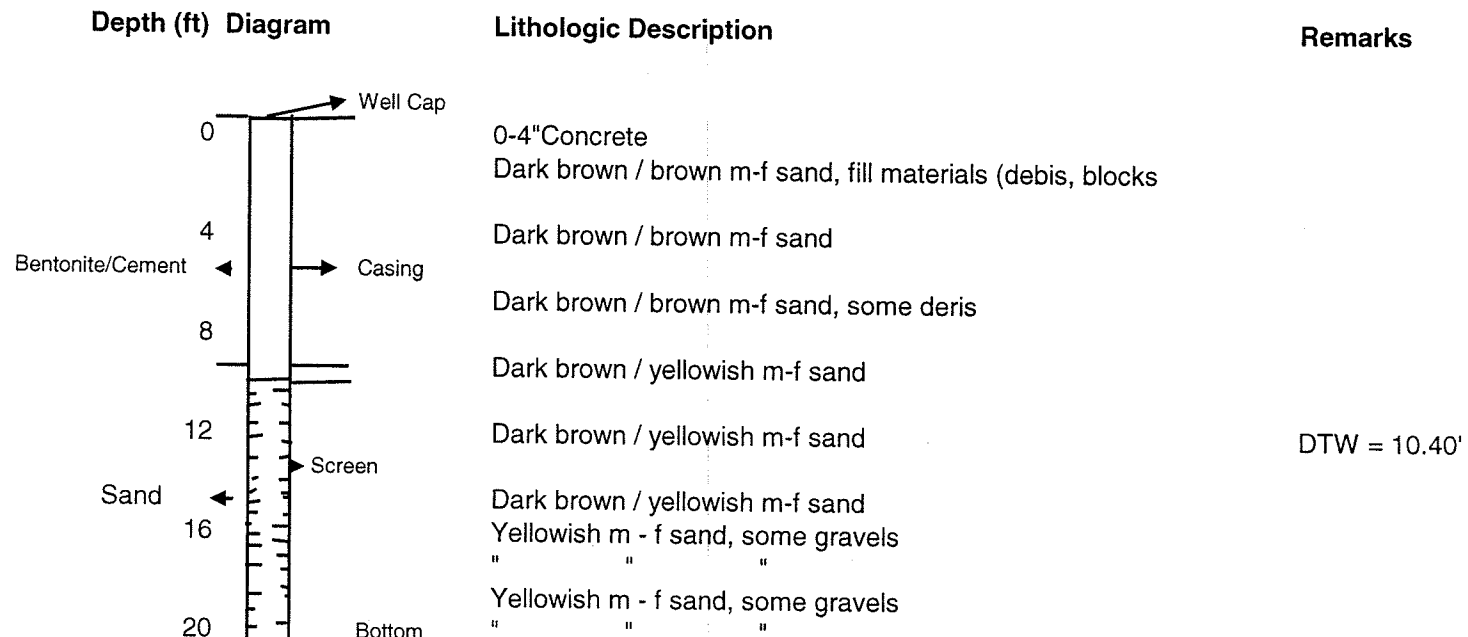 Depth (ft) Diagram Lithologic Description Remarks
Well Cap
0 0-4"Concrete
Dark brown / brown m-f sand, fill materials (debis, blocks
4 Dark brown / brown m-f sand
Bentonite/Cement Casing
Dark brown / brown m-f sand, some deris
8
Dark brown / yellowish m-f sand
12 Dark brown / yellowish m-f sand DTW = 10.40'
Screen
Sand Dark brown / yellowish m-f sand
16 Yellowish m - f sand, some gravels
" " "
Yellowish m - f sand, some gravels
20 Bottom " " "